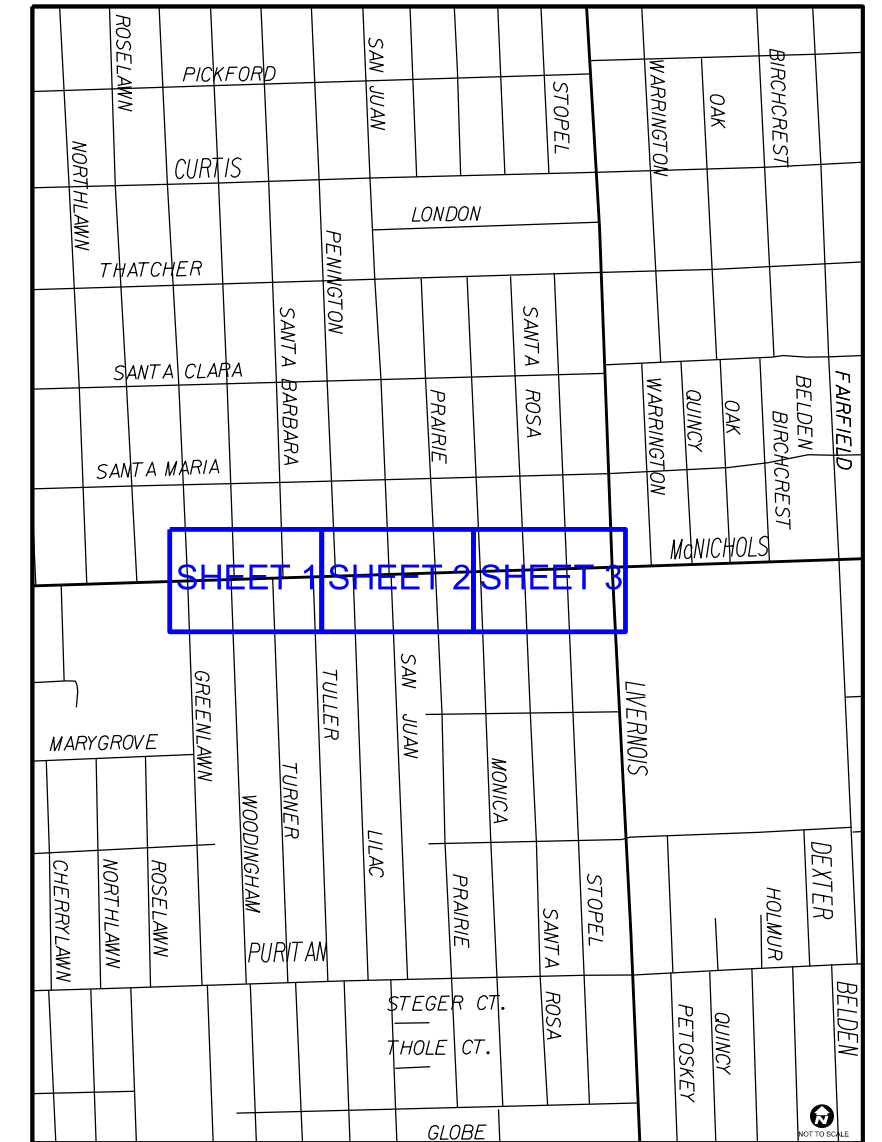 ROSELAWN
PICKFORD
SAN JUAN
STOPEL
WARRINGTON
OAK
BIRCHCREST
NORTHLAWN
CURTIS
LONDON
THATCHER
PENINGTON
SANTA BARBARA
SANTA ROSA
SANTA CLARA
PRAIRIE
WARRINGTON
QUINCY
OAK
BIRCHCREST
BELDEN
FAIRFIELD
SANTA MARIA
McNICHOLS
SHEET 1
SHEET 2
SHEET 3
GREENLAWN
TULLER
SAN JUAN
LIVERNOIS
MARYGROVE
WOODINGHAM
TURNER
MONICA
LILAC
CHERRYLAWN
NORTHLAWN
ROSELAWN
PRAIRIE
SANTA ROSA
STOPEL
HOLMUR
DEXTER
PURITAN
STEGER CT.
THOLE CT.
PETOSKEY
QUINCY
BELDEN
GLOBE
N
NOT TO SCALE